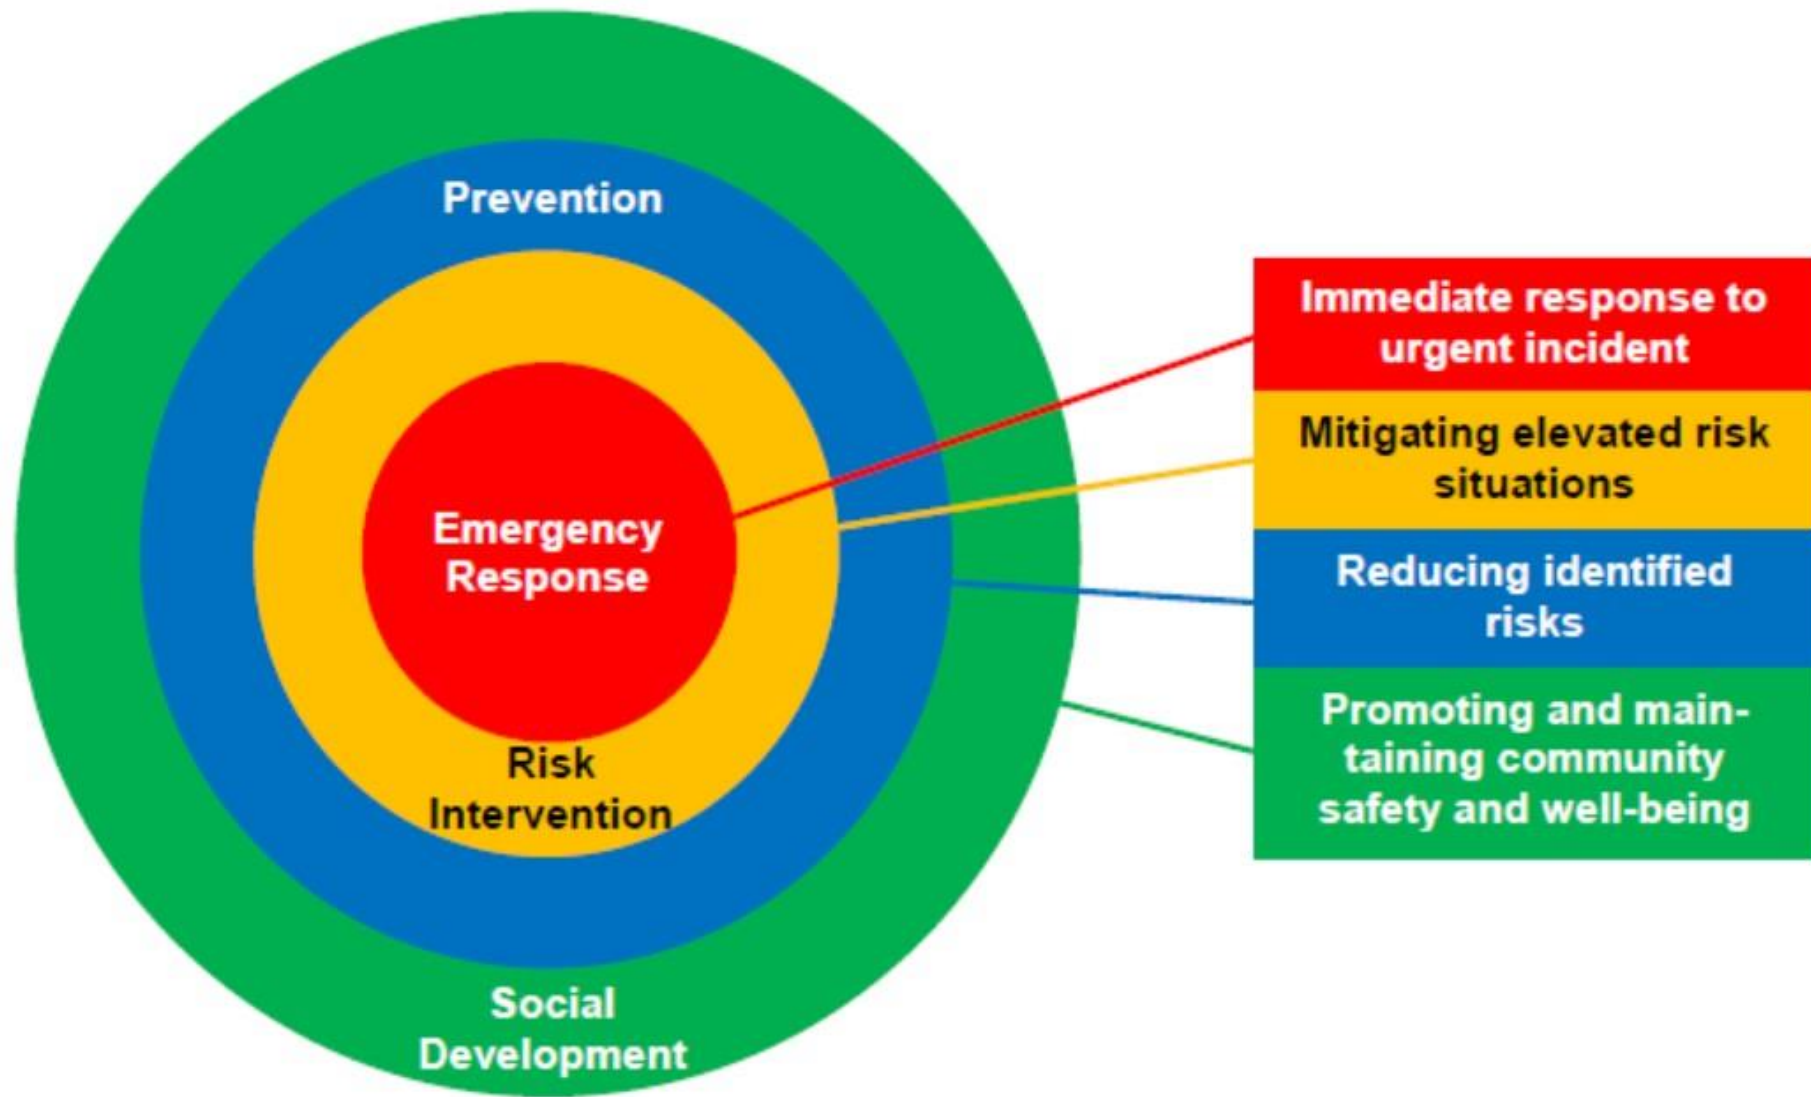 Prevention
Emergency
Response
Risk
Intervention
Social
Development
Immediate response to
urgent incident
Mitigating elevated risk
situations
Reducing identified
risks
Promoting and main-
taining community
safety and well-being